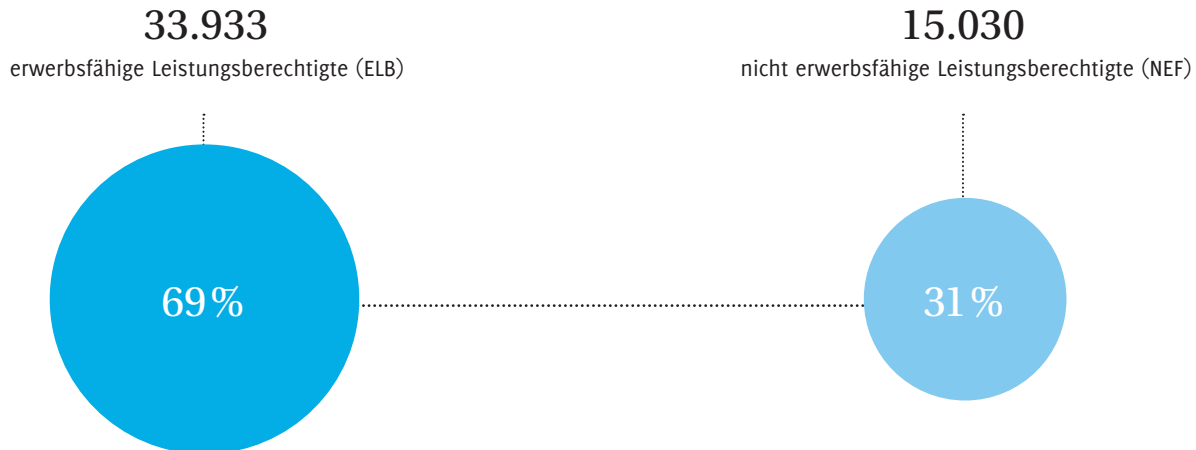 33.933
erwerbsfähige Leistungsberechtigte (ELB)
15.030
nicht erwerbsfähige Leistungsberechtigte (NEF)
69 %
31 %